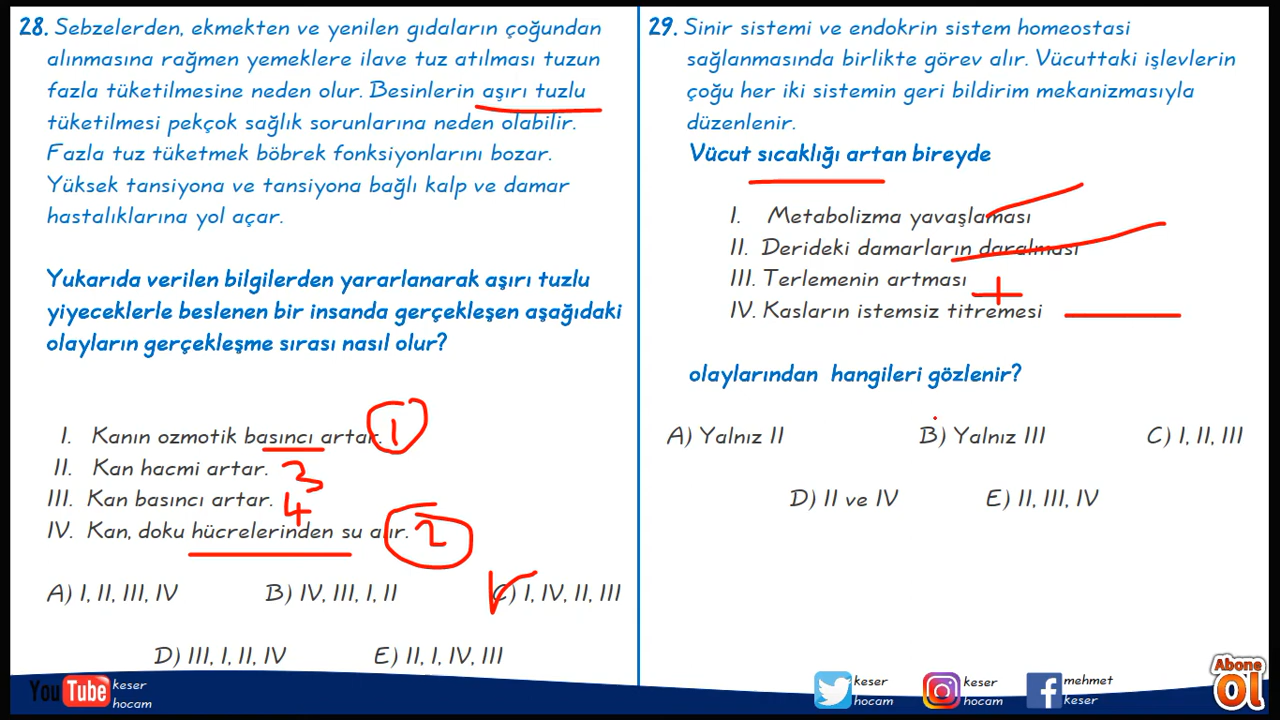 28. Sebzelerden, ekmekten ve yenilen gıdaların çoğundan
alınmasına rağmen yemeklere ilave tuz atılması tuzun
fazla tüketilmesine neden olur. Besinlerin aşırı tuzlu
tüketilmesi pekçok sağlık sorunlarına neden olabilir.
Fazla tuz tüketmek böbrek fonksiyonlarını bozar.
Yüksek tansiyona ve tansiyona bağlı kalp ve damar
hastalıklarına yol açar.
Yukarıda verilen bilgilerden yararlanarak aşırı tuzlu
yiyeceklerle beslenen bir insanda gerçekleşen aşağıdaki
olayların gerçekleşme sırası nasıl olur?
I. Kanın ozmotik basıncı artar. 1
II. Kan hacmi artar. 3
III. Kan basıncı artar. 4
IV. Kan, doku hücrelerinden su alır. 2
A) I, II, III, IV B) IV, III, I, II C) I, IV, II, III
D) III, I, II, IV E) II, I, IV, III
29. Sinir sistemi ve endokrin sistem homeostasi
sağlanmasında birlikte görev alır. Vücuttaki işlevlerin
çoğu her iki sistemin geri bildirim mekanizmasıyla
düzenlenir.
Vücut sıcaklığı artan bireyde
I. Metabolizma yavaşlaması
II. Derideki damarların daralması
III. Terlemenin artması +
IV. Kasların istemsiz titremesi
olaylarından hangileri gözlenir?
A) Yalnız II B) Yalnız III C) I, II, III
D) II ve IV E) II, III, IV
YouTube keser hocam
keser hocam
keser hocam
mehmet keser
Abone Ol